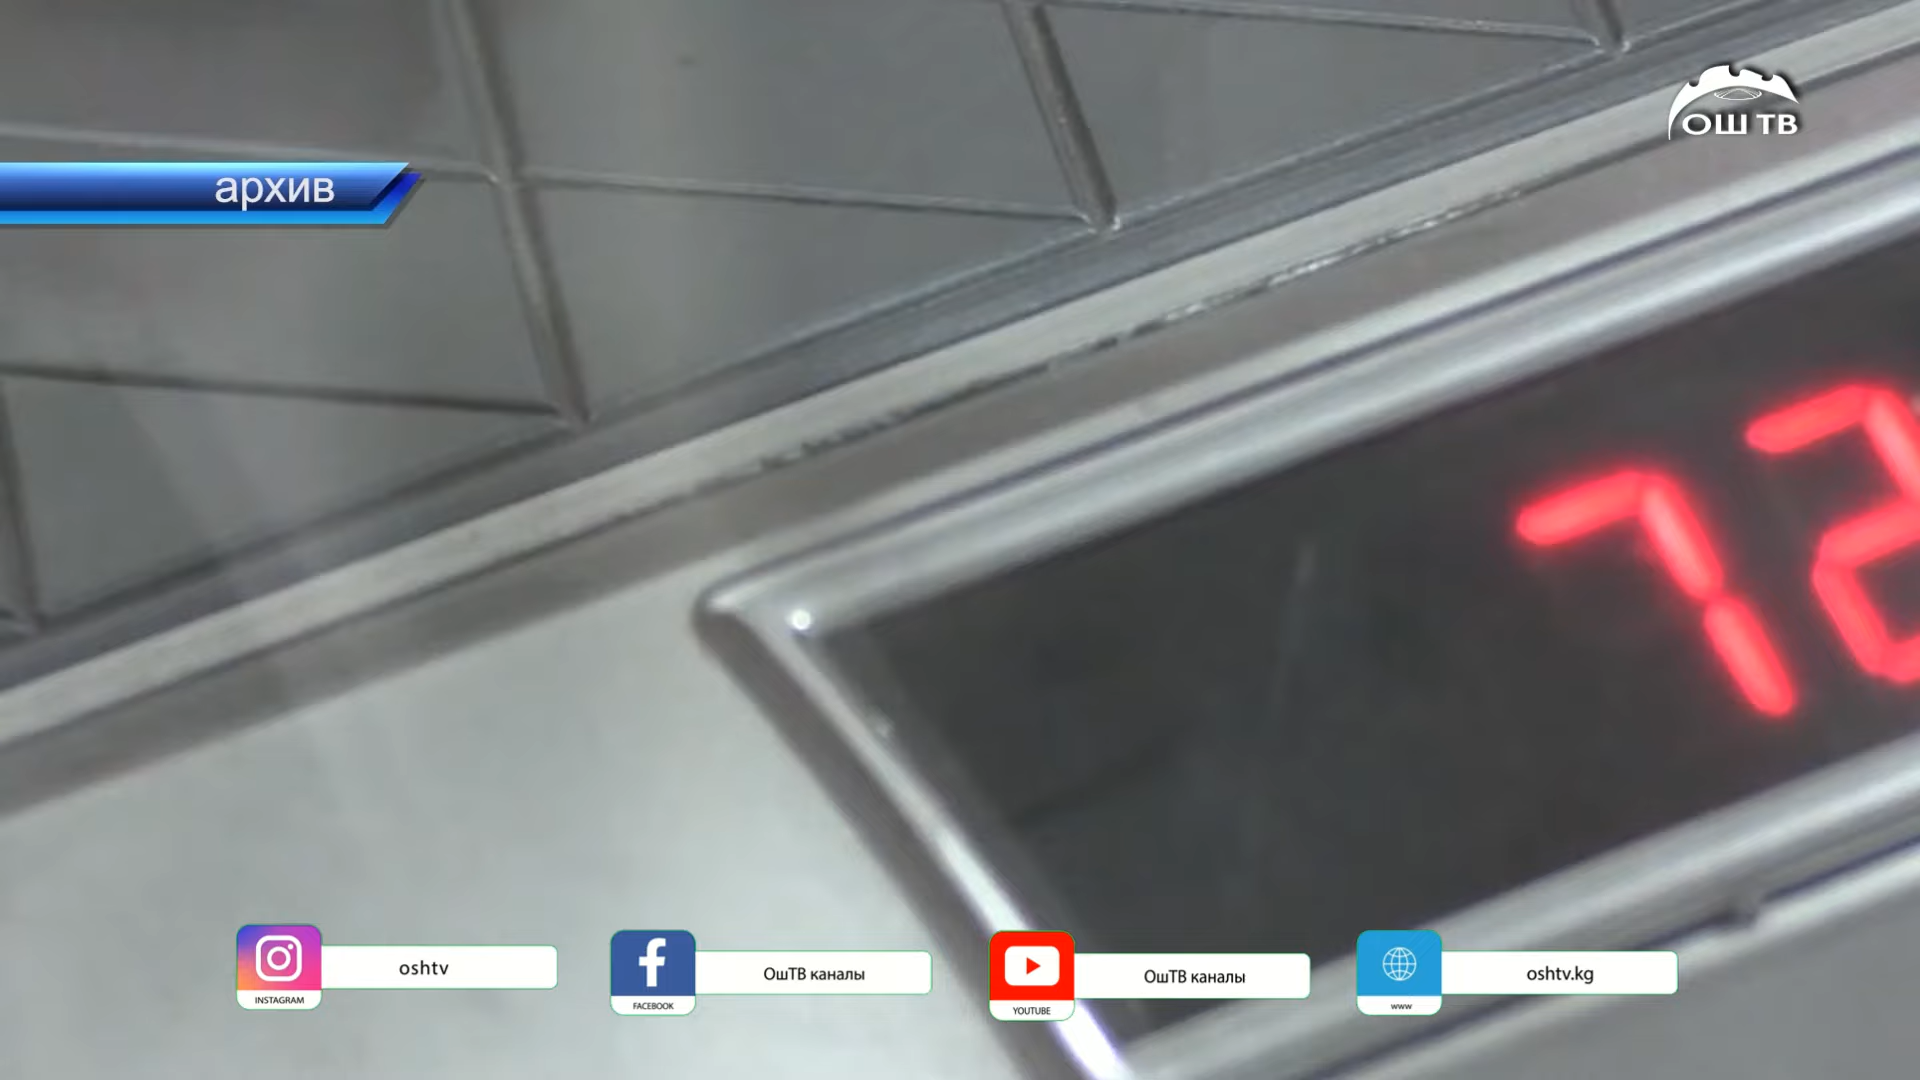 ОШ ТВ
архив
72
oshtv
INSTAGRAM
ОшТВ каналы
FACEBOOK
ОшТВ каналы
YOUTUBE
oshtv.kg
www